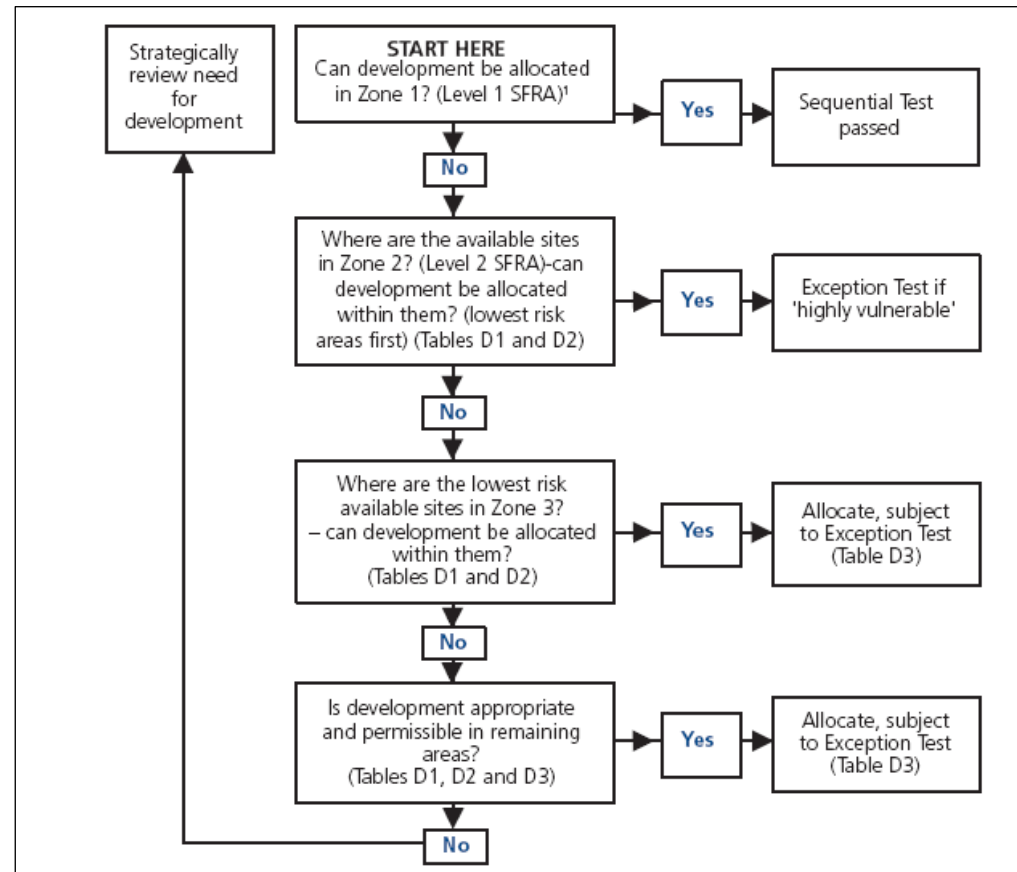 Strategically
review need
for
development
START HERE
Can development be allocated
in Zone 1? (Level 1 SFRA)¹
Yes
Sequential Test
passed
No
Where are the available sites
in Zone 2? (Level 2 SFRA)-can
development be allocated
within them? (lowest risk
areas first) (Tables D1 and D2)
Yes
Exception Test if
'highly vulnerable'
No
Where are the lowest risk
available sites in Zone 3?
– can development be allocated
within them?
(Tables D1 and D2)
Yes
Allocate, subject
to Exception Test
(Table D3)
No
Is development appropriate
and permissible in remaining
areas?
(Tables D1, D2 and D3)
Yes
Allocate, subject
to Exception Test
(Table D3)
No